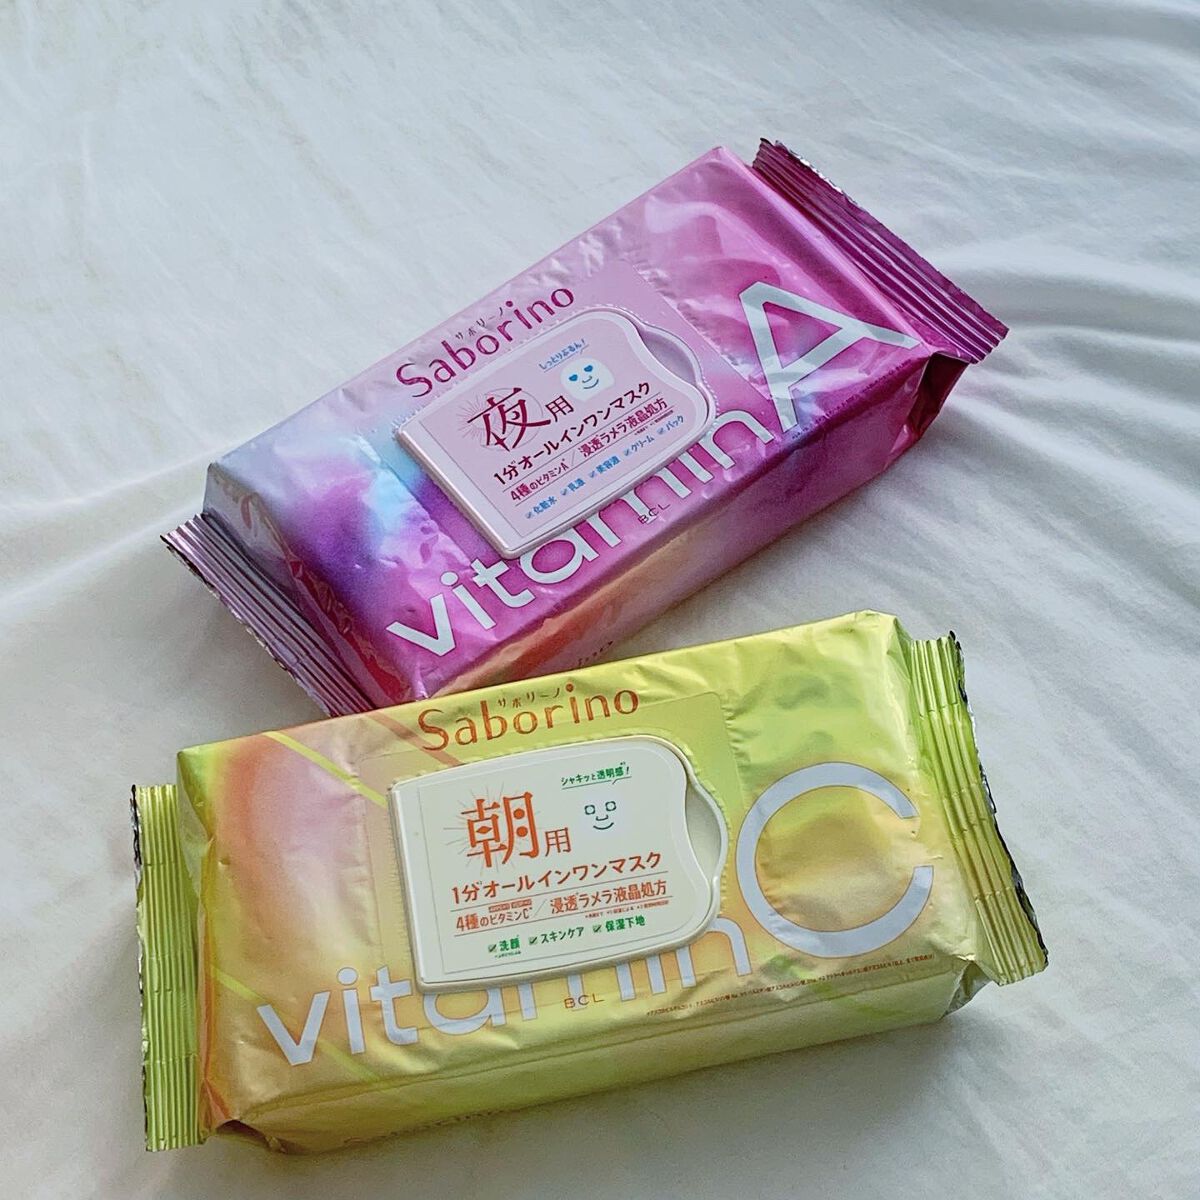 サボリーノ
Saborino
しっとりぷるん!
夜用
1分オールインワンマスク
4種のビタミンA/浸透ラメラ液晶処方
化粧水 乳液 美容液 クリーム パック
vitamin A
BCL
サボリーノ
Saborino
シャキッと透明感!
朝用
1分オールインワンマスク
4種のビタミンC/浸透ラメラ液晶処方
洗顔 スキンケア 保湿下地
vitamin C
BCL